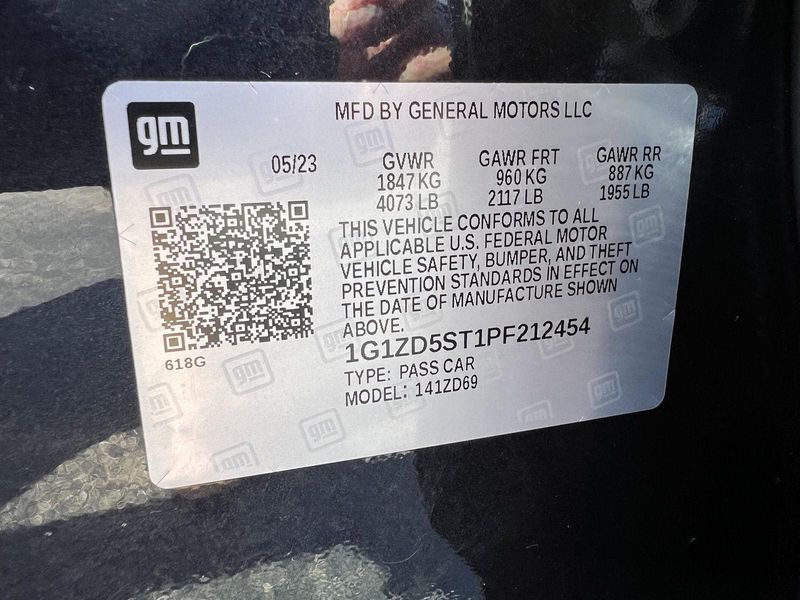 gm
MFD BY GENERAL MOTORS LLC
05/23
GVWR
1847 KG
4073 LB
GAWR FRT
960 KG
2117 LB
GAWR RR
887 KG
1955 LB
THIS VEHICLE CONFORMS TO ALL
APPLICABLE U.S. FEDERAL MOTOR
VEHICLE SAFETY, BUMPER, AND THEFT
PREVENTION STANDARDS IN EFFECT ON
THE DATE OF MANUFACTURE SHOWN
ABOVE.
618G
1G1ZD5ST1PF212454
TYPE: PASS CAR
MODEL: 141ZD69